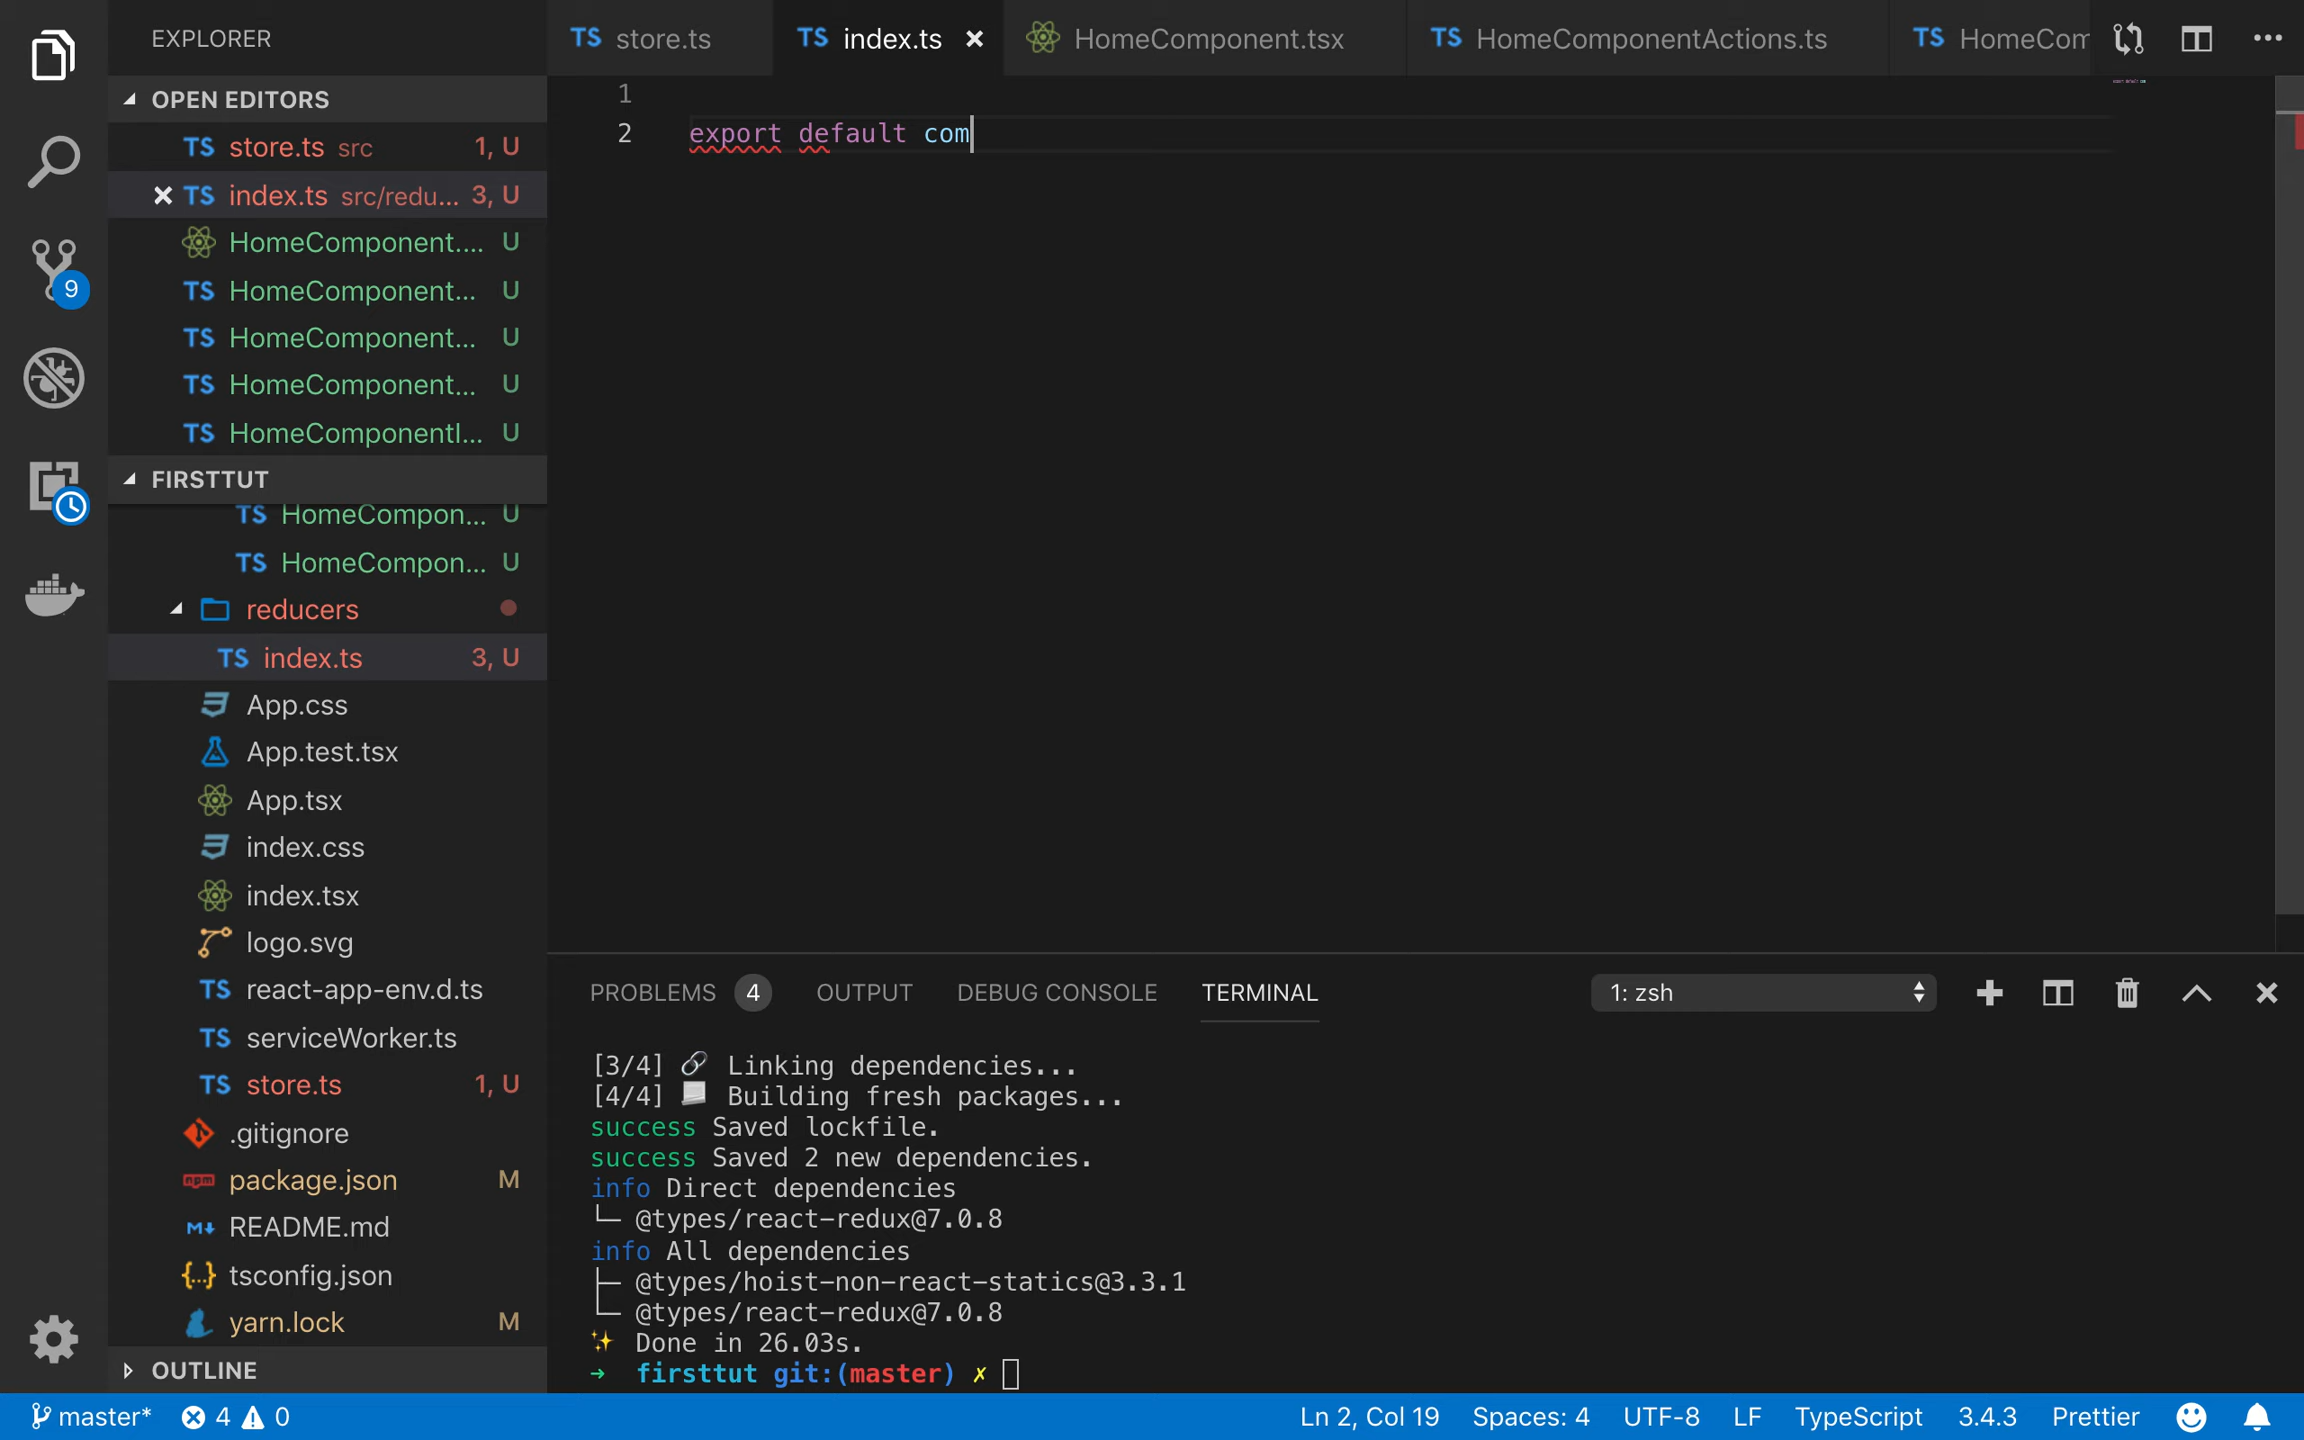 EXPLORER
OPEN EDITORS
TS store.ts src 1, U
TS index.ts src/redu... 3, U
HomeComponent.... U
TS HomeComponent... U
TS HomeComponent... U
TS HomeComponent... U
TS HomeComponentI... U
9
FIRSTTUT
TS HomeCompon... U
TS HomeCompon... U
reducers
TS index.ts 3, U
App.css
App.test.tsx
App.tsx
index.css
index.tsx
logo.svg
TS react-app-env.d.ts
TS serviceWorker.ts
TS store.ts 1, U
.gitignore
npm package.json M
M↓ README.md
{...} tsconfig.json
yarn.lock M
OUTLINE
TS store.ts TS index.ts HomeComponent.tsx TS HomeComponentActions.ts TS HomeCom
1
2 export default com
PROBLEMS 4 OUTPUT DEBUG CONSOLE TERMINAL 1: zsh
[3/4] 🔗 Linking dependencies...
[4/4] 📃 Building fresh packages...
success Saved lockfile.
success Saved 2 new dependencies.
info Direct dependencies
└─ @types/react-redux@7.0.8
info All dependencies
├─ @types/hoist-non-react-statics@3.3.1
└─ @types/react-redux@7.0.8
✨ Done in 26.03s.
➜ firsttut git:(master) ✗
master* 4 0 Ln 2, Col 19 Spaces: 4 UTF-8 LF TypeScript 3.4.3 Prettier